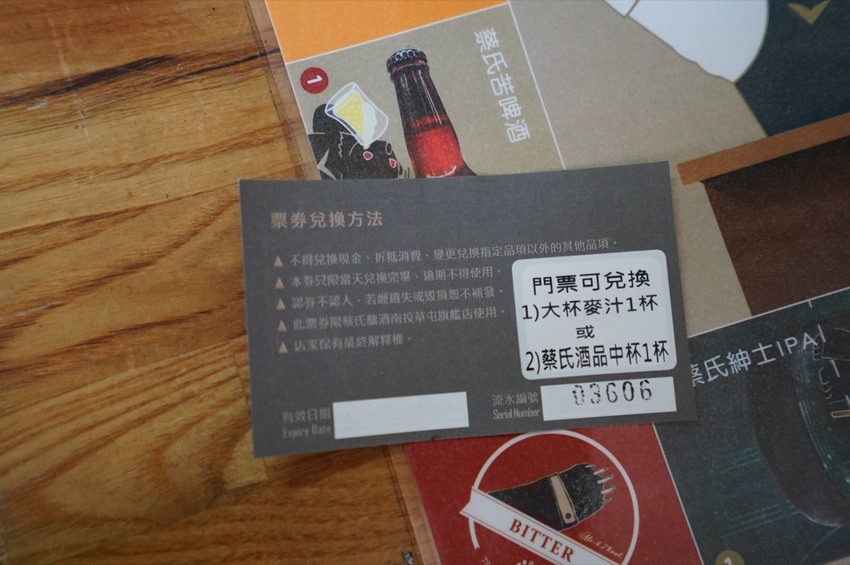 1
蔡氏苦啤酒
票券兌換方法
▲ 不得兌換現金、折抵消費、變更兌換指定品項以外的其他品項。
▲ 本券只限當天兌換完畢，逾期不得使用。
▲ 認券不認人，若經遺失或毀損恕不補發。
▲ 此票券限蔡氏釀酒南投草屯旗艦店使用。
▲ 店家保有最終解釋權。
門票可兌換
1)大杯麥汁1杯
或
2)蔡氏酒品中杯1杯
有效日期
Expiry Date
流水編號
Serial Number
03606
蔡氏紳士IPA
BITTER
1